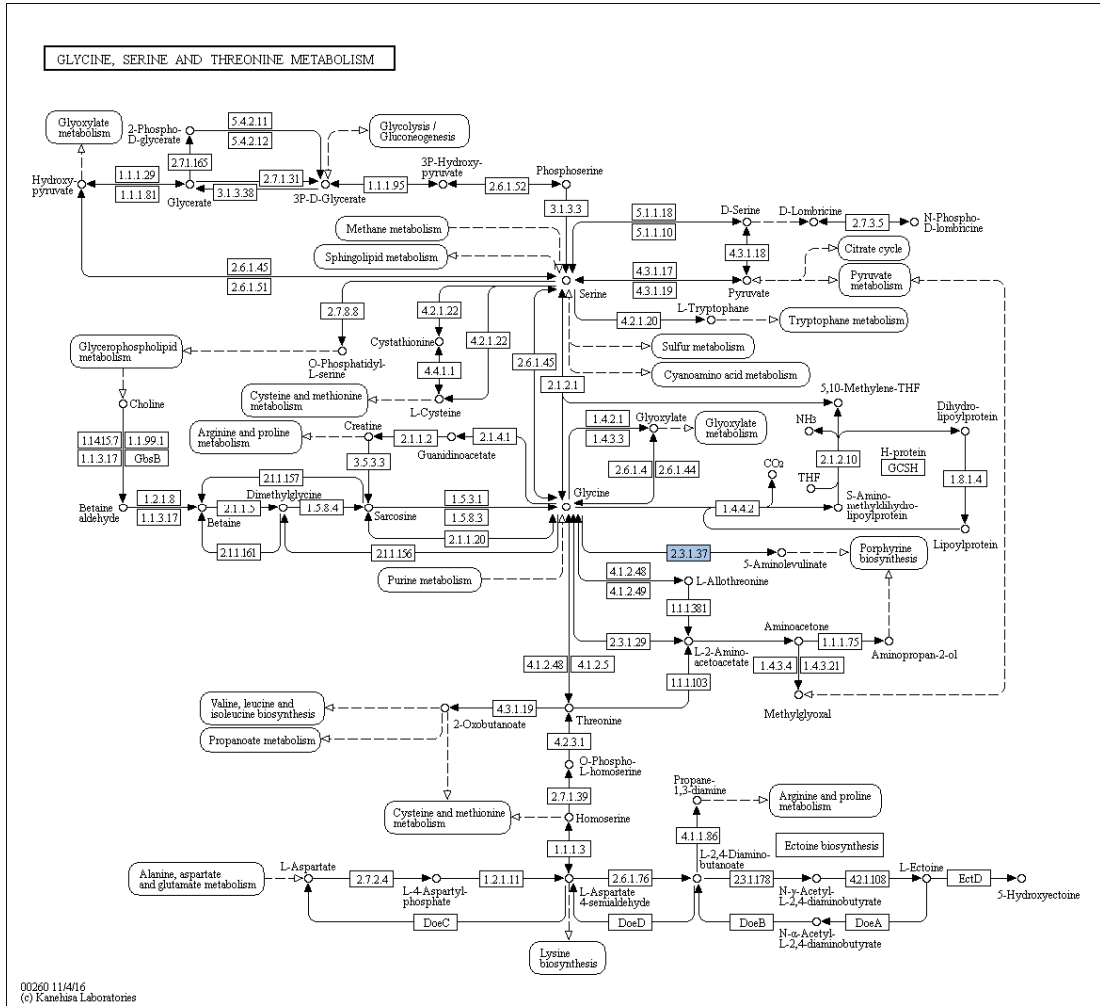 GLYCINE, SERINE AND THREONINE METABOLISM
Glyoxylate
metabolism
2-Phospho-
D-glycerate
5.4.2.11
5.4.2.12
Glycolysis /
Gluconeogenesis
2.7.1.165
3P-Hydroxy-
pyruvate
Phosphoserine
Hydroxy-
pyruvate
1.1.1.29
1.1.1.81
Glycerate
2.7.1.31
3.1.3.38
3P-D-Glycerate
1.1.1.95
2.6.1.52
3.1.3.3
5.1.1.18
5.1.1.10
D-Serine
D-Lombricine
2.7.3.5
N-Phospho-
D-lombricine
Methane metabolism
Sphingolipid metabolism
4.3.1.18
Citrate cycle
2.6.1.45
2.6.1.51
4.3.1.17
4.3.1.19
Pyruvate
Pyruvate
metabolism
Serine
2.7.8.8
4.2.1.22
4.2.1.20
L-Tryptophane
Tryptophane metabolism
Cystathionine
4.2.1.22
Sulfur metabolism
Glycerophospholipid
metabolism
O-Phosphatidyl-
L-serine
4.4.1.1
2.6.1.45
Cyanoamino acid metabolism
2.1.2.1
5,10-Methylene-THF
Cysteine and methionine
metabolism
L-Cysteine
Choline
Dihydro-
lipoylprotein
Arginine and proline
metabolism
Creatine
2.1.1.2
Guanidinoacetate
2.1.4.1
1.4.2.1
1.4.3.3
Glyoxylate
Glyoxylate
metabolism
NH3
1.14.15.7
1.1.99.1
1.1.3.17
GbsB
3.5.3.3
2.6.1.4
2.6.1.44
CO2
2.1.2.10
H-protein
GCSH
THF
1.8.1.4
2.1.1.157
Dimethylglycine
Glycine
Betaine
aldehyde
1.2.1.8
1.1.3.17
Betaine
2.1.1.5
1.5.8.4
Sarcosine
1.5.3.1
1.5.8.3
1.4.4.2
S-Amino-
methyldihydro-
lipoylprotein
Lipoylprotein
2.1.1.20
2.1.1.161
2.1.1.156
2.3.1.37
5-Aminolevulinate
Porphyrine
biosynthesis
Purine metabolism
4.1.2.48
4.1.2.49
L-Allothreonine
1.1.1.381
2.3.1.29
L-2-Amino-
acetoacetate
Aminoacetone
1.1.1.75
Aminopropan-2-ol
4.1.2.48
4.1.2.5
1.4.3.4
1.4.3.21
1.1.1.103
Methylglyoxal
Valine, leucine and
isoleucine biosynthesis
4.3.1.19
2-Oxobutanoate
Threonine
Propanoate metabolism
4.2.3.1
O-Phospho-
L-homoserine
2.7.1.39
Propane-
1,3-diamine
Arginine and proline
metabolism
Cysteine and methionine
metabolism
Homoserine
4.1.1.86
1.1.1.3
Ectoine biosynthesis
Alanine, aspartate
and glutamate metabolism
L-Aspartate
2.7.2.4
L-4-Aspartyl-
phosphate
1.2.1.11
L-Aspartate
4-semialdehyde
2.6.1.76
L-2,4-Diamino-
butanoate
2.3.1.178
N-γ-Acetyl-
L-2,4-diaminobutyrate
4.2.1.108
L-Ectoine
EctD
5-Hydroxyectoine
DoeC
DoeD
DoeB
DoeA
N-α-Acetyl-
L-2,4-diaminobutyrate
Lysine
biosynthesis
00260 11/4/16
(c) Kanehisa Laboratories